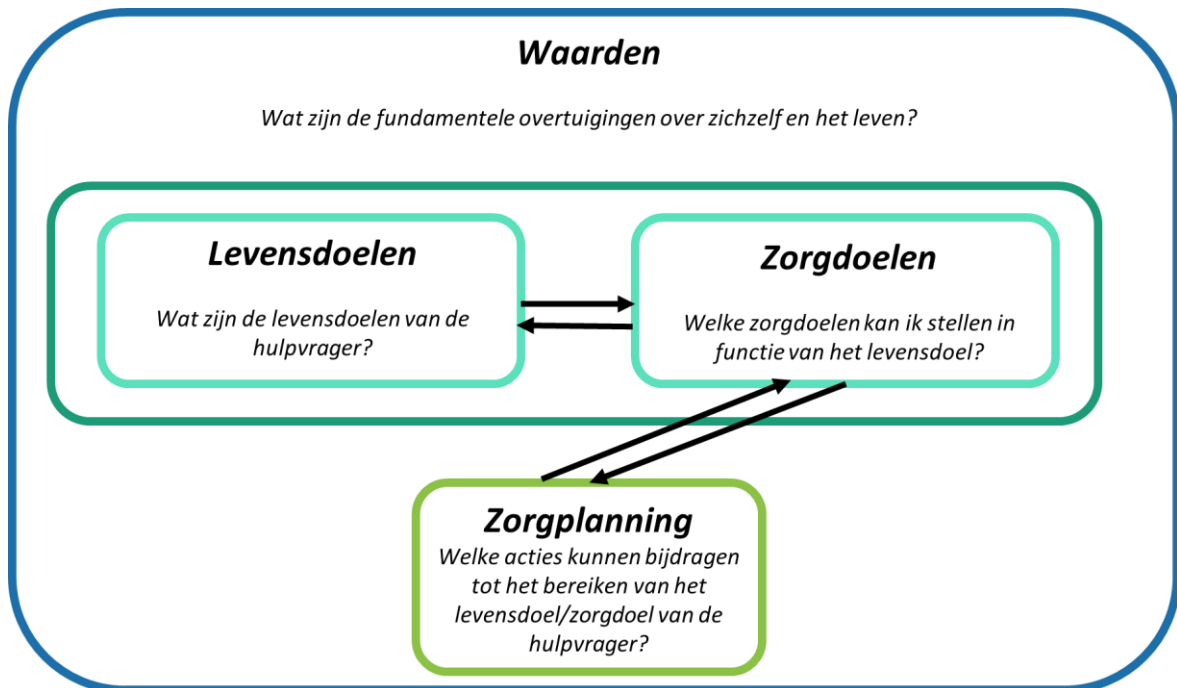 Waarden
Wat zijn de fundamentele overtuigingen over zichzelf en het leven?
Levensdoelen
Wat zijn de levensdoelen van de
hulpvrager?
Zorgdoelen
Welke zorgdoelen kan ik stellen in
functie van het levensdoel?
Zorgplanning
Welke acties kunnen bijdragen
tot het bereiken van het
levensdoel/zorgdoel van de
hulpvrager?